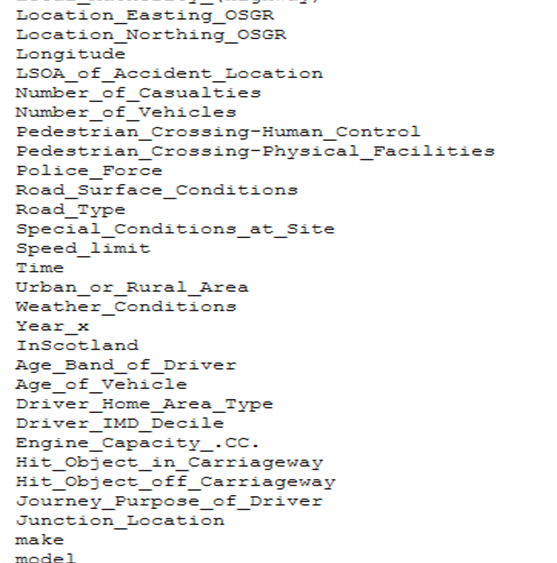 Location_Easting_OSGR
Location_Northing_OSGR
Longitude
LSOA_of_Accident_Location
Number_of_Casualties
Number_of_Vehicles
Pedestrian_Crossing-Human_Control
Pedestrian_Crossing-Physical_Facilities
Police_Force
Road_Surface_Conditions
Road_Type
Special_Conditions_at_Site
Speed_limit
Time
Urban_or_Rural_Area
Weather_Conditions
Year_x
InScotland
Age_Band_of_Driver
Age_of_Vehicle
Driver_Home_Area_Type
Driver_IMD_Decile
Engine_Capacity_.CC.
Hit_Object_in_Carriageway
Hit_Object_off_Carriageway
Journey_Purpose_of_Driver
Junction_Location
make
model